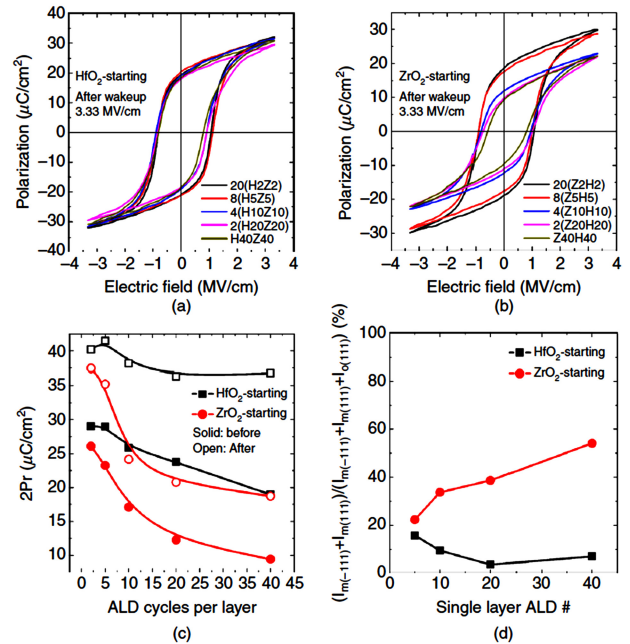 (a)
Polarization (μC/cm²)
40
30
20
10
0
−10
−20
−30
−40
HfO₂-starting
After wakeup
3.33 MV/cm
20(H2Z2)
8(H5Z5)
4(H10Z10)
2(H20Z20)
H40Z40
−4 −3 −2 −1 0 1 2 3 4
Electric field (MV/cm)
(a)
Polarization (μC/cm²)
30
20
10
0
−10
−20
−30
ZrO₂-starting
After wakeup
3.33 MV/cm
20(Z2H2)
8(Z5H5)
4(Z10H10)
2(Z20H20)
Z40H40
−4 −3 −2 −1 0 1 2 3 4
Electric field (MV/cm)
(b)
2Pr (μC/cm²)
40
35
30
25
20
15
10
HfO₂-starting
ZrO₂-starting
Solid: before
Open: After
0 5 10 15 20 25 30 35 40 45
ALD cycles per layer
(c)
(Iₘ₍₋₁₁₁₎+Iₘ₍₁₁₁₎)/(Iₘ₍₋₁₁₁₎+Iₘ₍₁₁₁₎+Iₒ₍₁₁₁₎) (%)
100
80
60
40
20
0
HfO₂-starting
ZrO₂-starting
0 10 20 30 40
Single layer ALD #
(d)